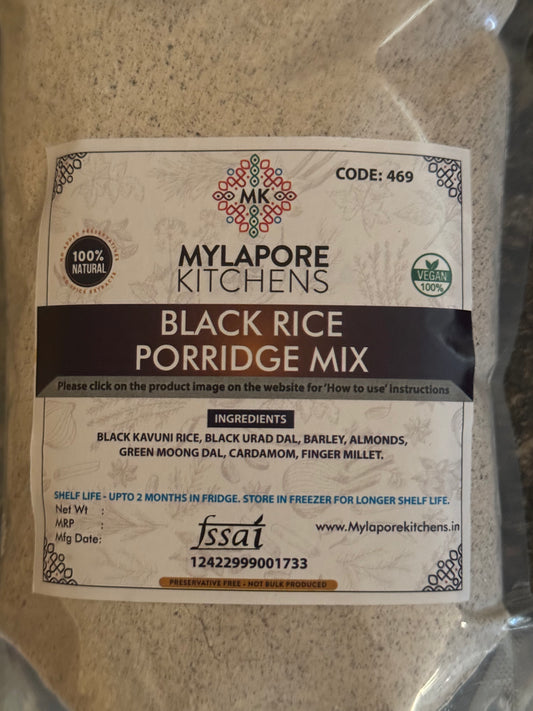 CODE: 469
MK
MYLAPORE
KITCHENS
NO ADDED PRESERVATIVES
100%
NATURAL
VEGAN
100%
BLACK RICE
PORRIDGE MIX
Please click on the product image on the website for 'How to use' Instructions
INGREDIENTS
BLACK KAVUNI RICE, BLACK URAD DAL, BARLEY, ALMONDS,
GREEN MOONG DAL, CARDAMOM, FINGER MILLET.
SHELF LIFE - UPTO 2 MONTHS IN FRIDGE. STORE IN FREEZER FOR LONGER SHELF LIFE.
Net Wt :
MRP :
Mfg Date:
fssai
12422999001733
www.Mylaporekitchens.in
PRESERVATIVE FREE - NOT BULK PRODUCED